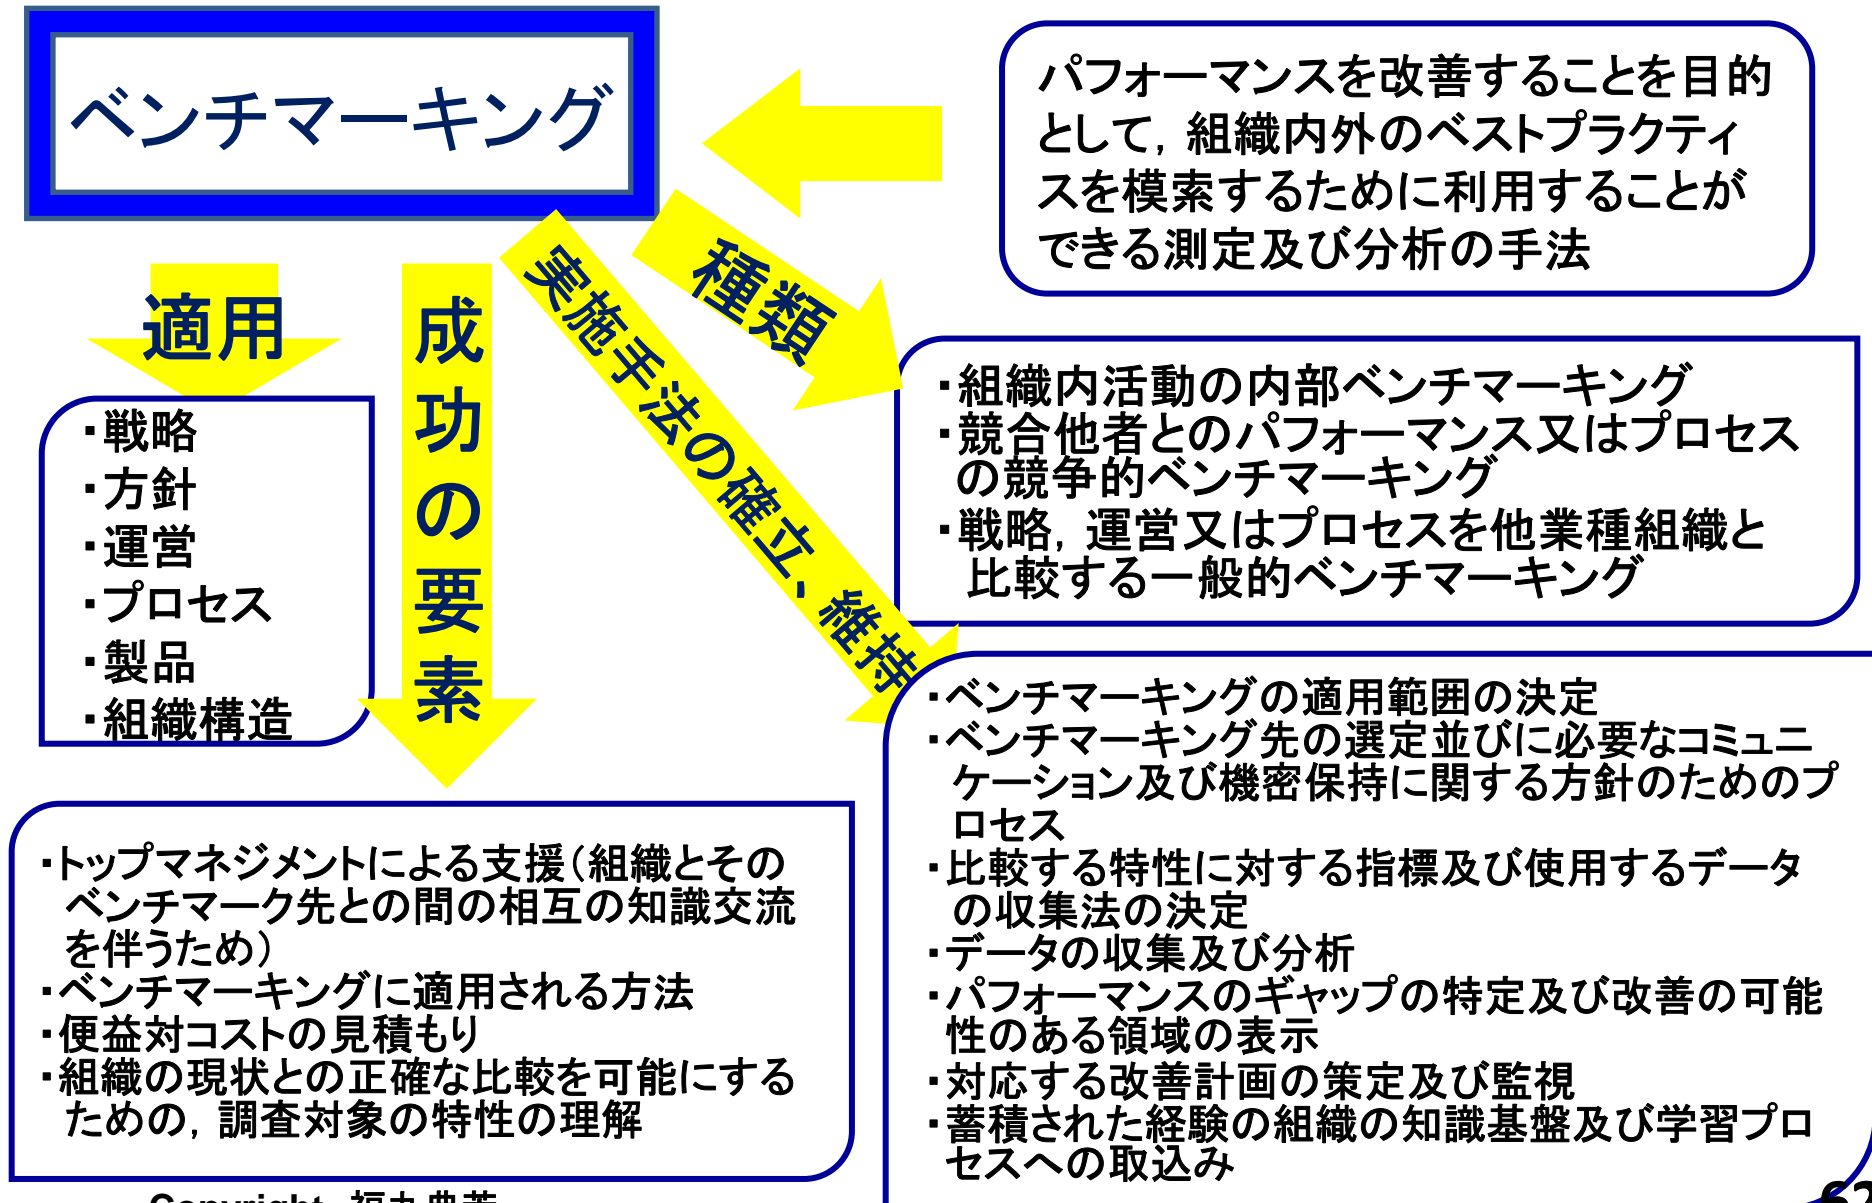 ベンチマーキング
パフォーマンスを改善することを目的
として，組織内外のベストプラクティ
スを模索するために利用することが
できる測定及び分析の手法
適用
成功の要素
実施手法の確立、維持
種類
・戦略
・方針
・運営
・プロセス
・製品
・組織構造
・組織内活動の内部ベンチマーキング
・競合他者とのパフォーマンス又はプロセス
の競争的ベンチマーキング
・戦略，運営又はプロセスを他業種組織と
比較する一般的ベンチマーキング
・トップマネジメントによる支援（組織とその
ベンチマーク先との間の相互の知識交流
を伴うため）
・ベンチマーキングに適用される方法
・便益対コストの見積もり
・組織の現状との正確な比較を可能にする
ための，調査対象の特性の理解
・ベンチマーキングの適用範囲の決定
・ベンチマーキング先の選定並びに必要なコミュニ
ケーション及び機密保持に関する方針のためのプ
ロセス
・比較する特性に対する指標及び使用するデータ
の収集法の決定
・データの収集及び分析
・パフォーマンスのギャップの特定及び改善の可能
性のある領域の表示
・対応する改善計画の策定及び監視
・蓄積された経験の組織の知識基盤及び学習プロ
セスへの取込み
Copyright